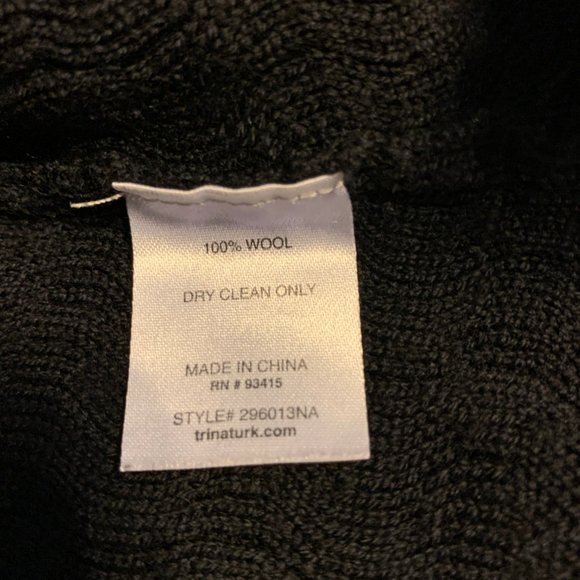 100% WOOL
DRY CLEAN ONLY
MADE IN CHINA
RN # 93415
STYLE# 296013NA
trinaturk.com